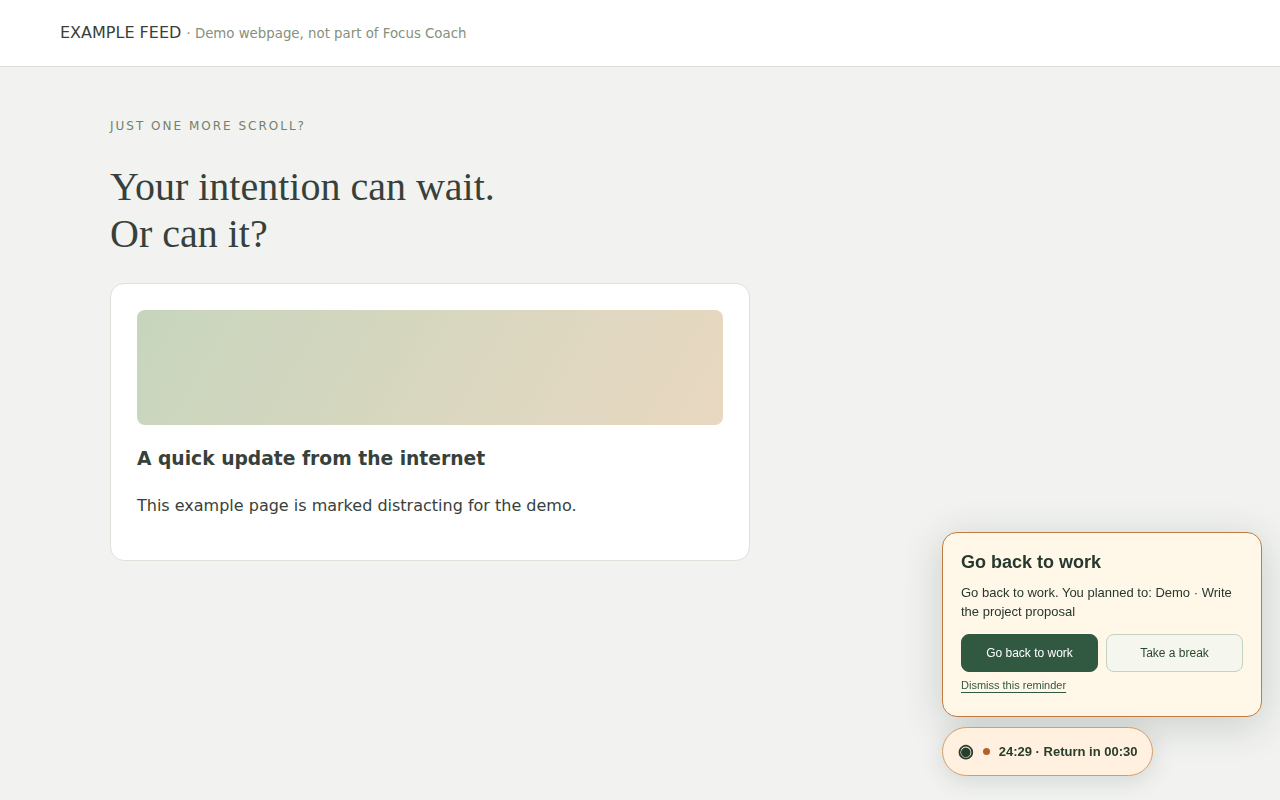 EXAMPLE FEED · Demo webpage, not part of Focus Coach
JUST ONE MORE SCROLL?
Your intention can wait.
Or can it?
A quick update from the internet
This example page is marked distracting for the demo.
Go back to work
Go back to work. You planned to: Demo · Write
the project proposal
Go back to work
Take a break
Dismiss this reminder
24:29 · Return in 00:30